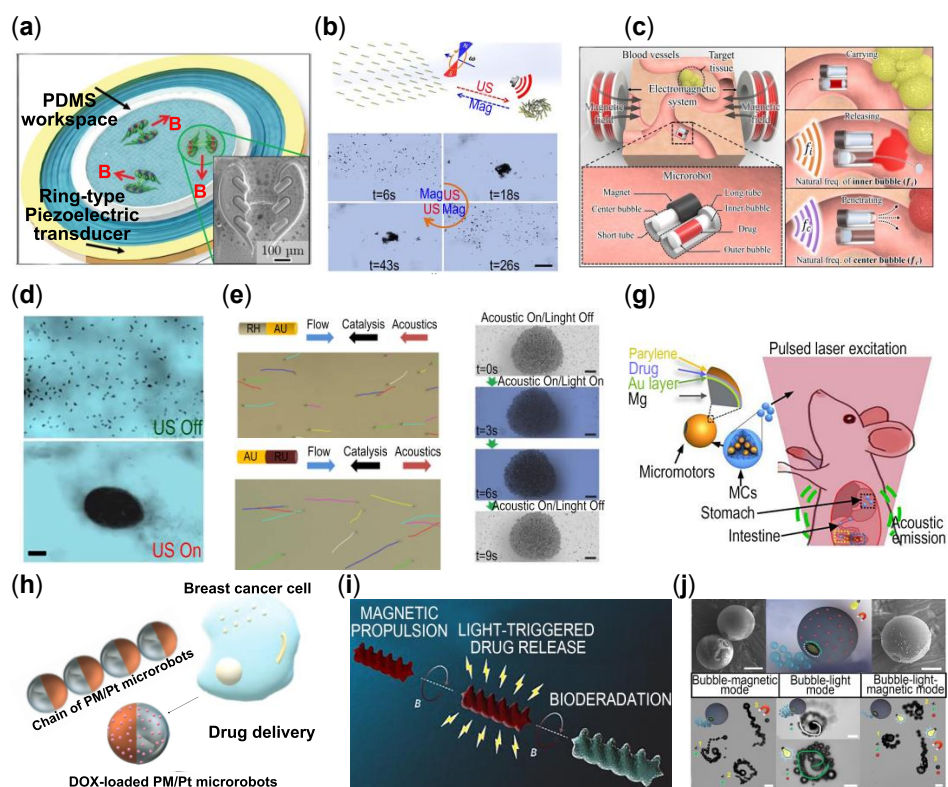 (a)
PDMS
workspace
B
B
B
Ring-type
Piezoelectric
transducer
100 µm
(b)
ω
US
Mag
t=6s
t=18s
Mag US
US Mag
t=43s
t=26s
(c)
Blood vessels
Target
tissue
Electromagnetic
system
Magnetic
field
Magnetic
field
Microrobot
Magnet
Long tube
Center bubble
Inner bubble
Short tube
Drug
Outer bubble
Carrying
Releasing
Natural freq. of inner bubble (fi)
Penetrating
Natural freq. of center bubble (fc)
(d)
US Off
US On
(e)
RH AU
Flow
Catalysis
Acoustics
AU RU
Flow
Catalysis
Acoustics
Acoustic On/Linght Off
t=0s
Acoustic On/Light On
t=3s
t=6s
Acoustic On/Linght Off
t=9s
(g)
Pulsed laser excitation
Parylene
Drug
Au layer
Mg
Micromotors
MCs
Stomach
Intestine
Acoustic
emission
(h)
Breast cancer cell
Chain of PM/Pt microrobots
Drug delivery
DOX-loaded PM/Pt microrobots
(i)
MAGNETIC
PROPULSION
LIGHT-TRIGGERED
DRUG RELEASE
BIODERADATION
B
B
(j)
Bubble-magnetic
mode
Bubble-light
mode
Bubble-light-
magnetic mode